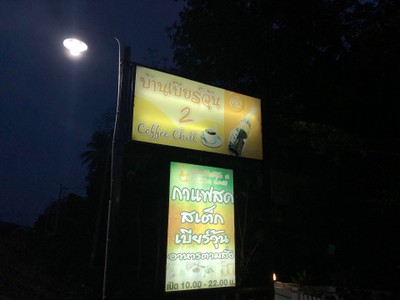 บ้านเบียร์วุ้น
2
Coffee Chill
กาแฟสด
สเต็ก
เบียร์วุ้น
อาหารตามสั่ง
เปิด 10.00 - 22.00 น.